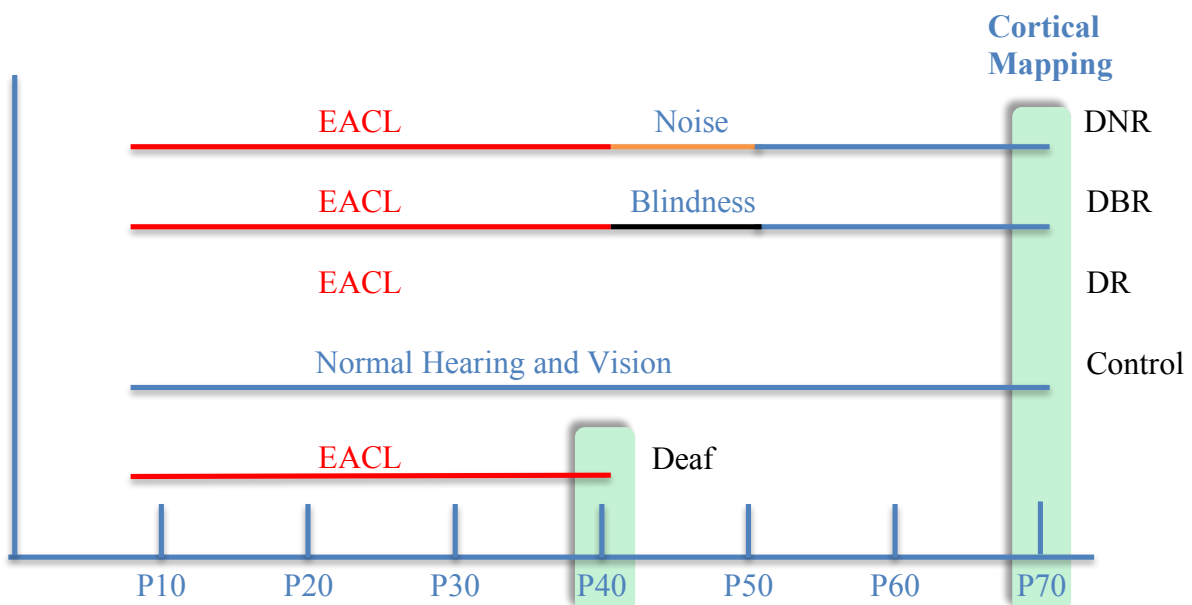 Cortical
Mapping
EACL Noise DNR
EACL Blindness DBR
EACL DR
Normal Hearing and Vision Control
EACL Deaf
P10 P20 P30 P40 P50 P60 P70